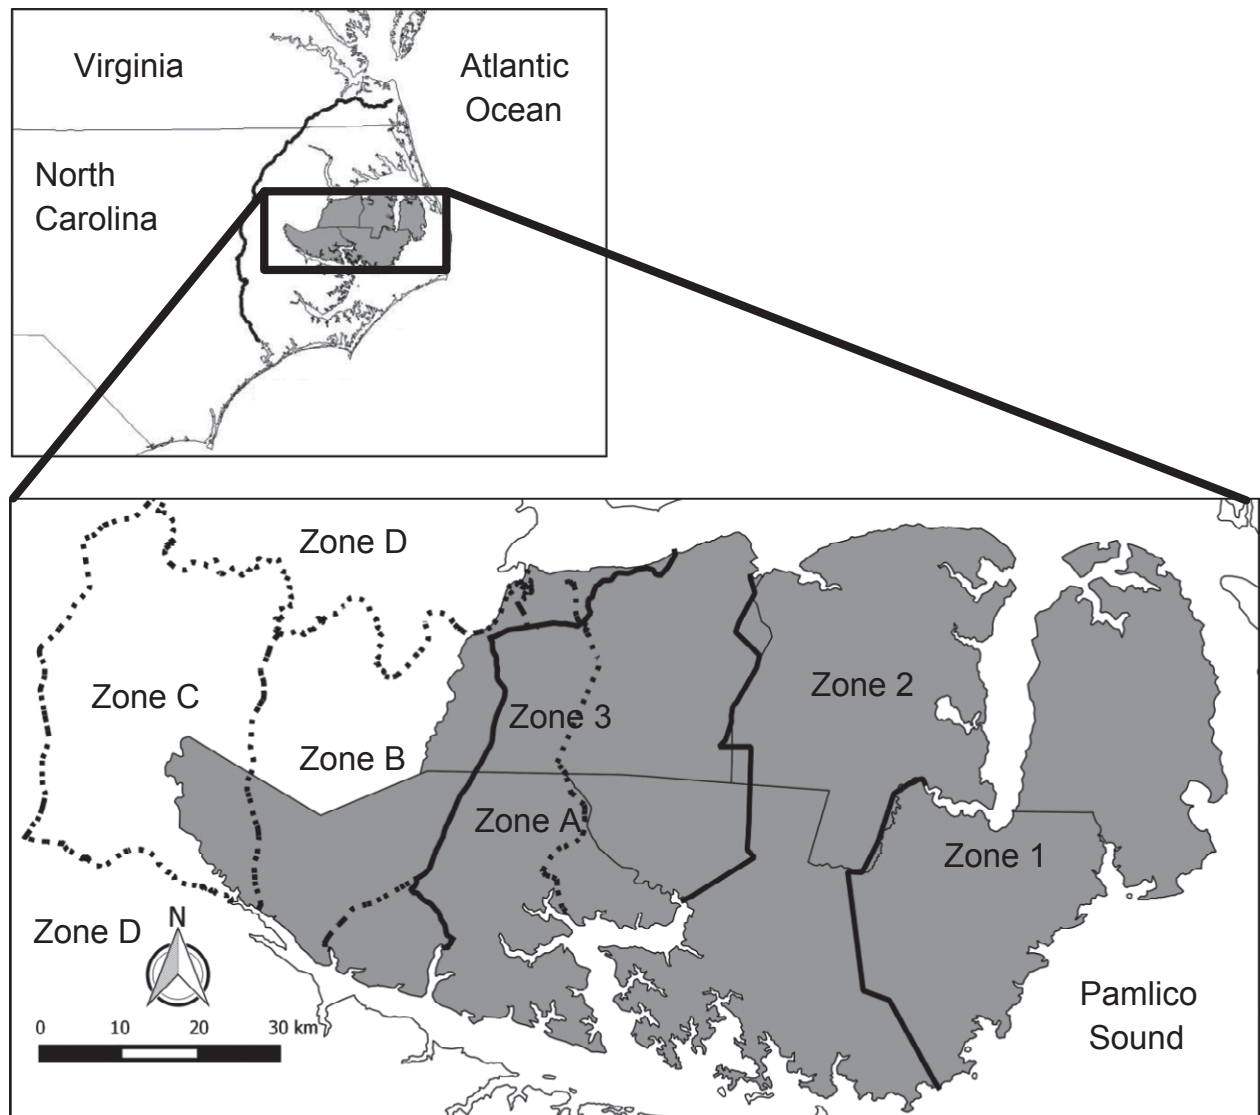 Virginia
Atlantic
Ocean
North
Carolina
Zone D
Zone C
Zone 2
Zone 3
Zone B
Zone A
Zone 1
Zone D
N
Pamlico
Sound
0 10 20 30 km